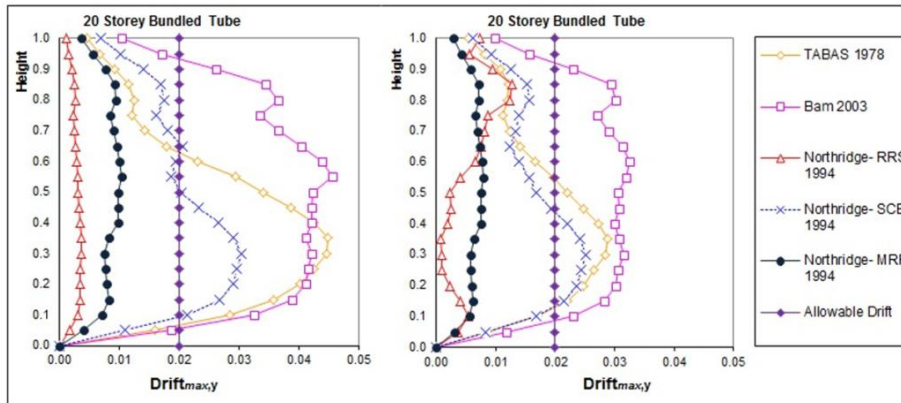 20 Storey Bundled Tube
Height
1.0
0.9
0.8
0.7
0.6
0.5
0.4
0.3
0.2
0.1
0.0
0.00 0.01 0.02 0.03 0.04 0.05
Driftmax,y
20 Storey Bundled Tube
Height
1.0
0.9
0.8
0.7
0.6
0.5
0.4
0.3
0.2
0.1
0.0
0.00 0.01 0.02 0.03 0.04 0.05
Driftmax,y
TABAS 1978
Bam 2003
Northridge- RRS
1994
Northridge- SCE
1994
Northridge- MRP
1994
Allowable Drift